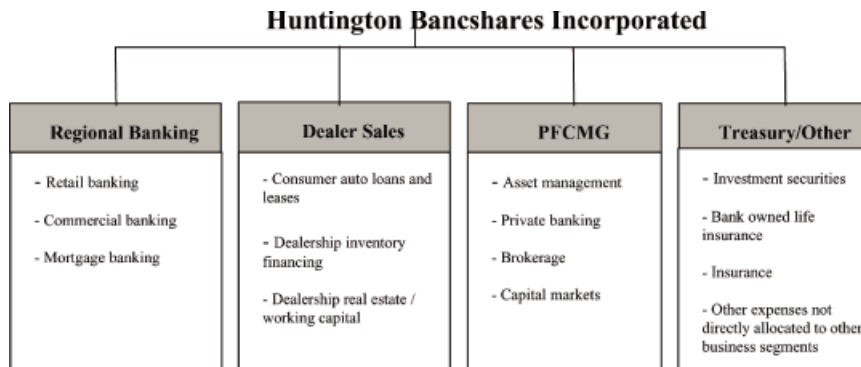 Huntington Bancshares Incorporated
Regional Banking
- Retail banking
- Commercial banking
- Mortgage banking
Dealer Sales
- Consumer auto loans and
leases
- Dealership inventory
financing
- Dealership real estate /
working capital
PFCMG
- Asset management
- Private banking
- Brokerage
- Capital markets
Treasury/Other
- Investment securities
- Bank owned life
insurance
- Insurance
- Other expenses not
directly allocated to other
business segments